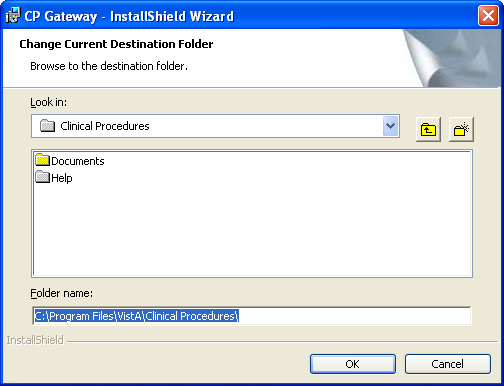 CP Gateway - InstallShield Wizard
Change Current Destination Folder
Browse to the destination folder.
Look in:
Clinical Procedures
Documents
Help
Folder name:
C:\Program Files\VistA\Clinical Procedures\
InstallShield
OK Cancel